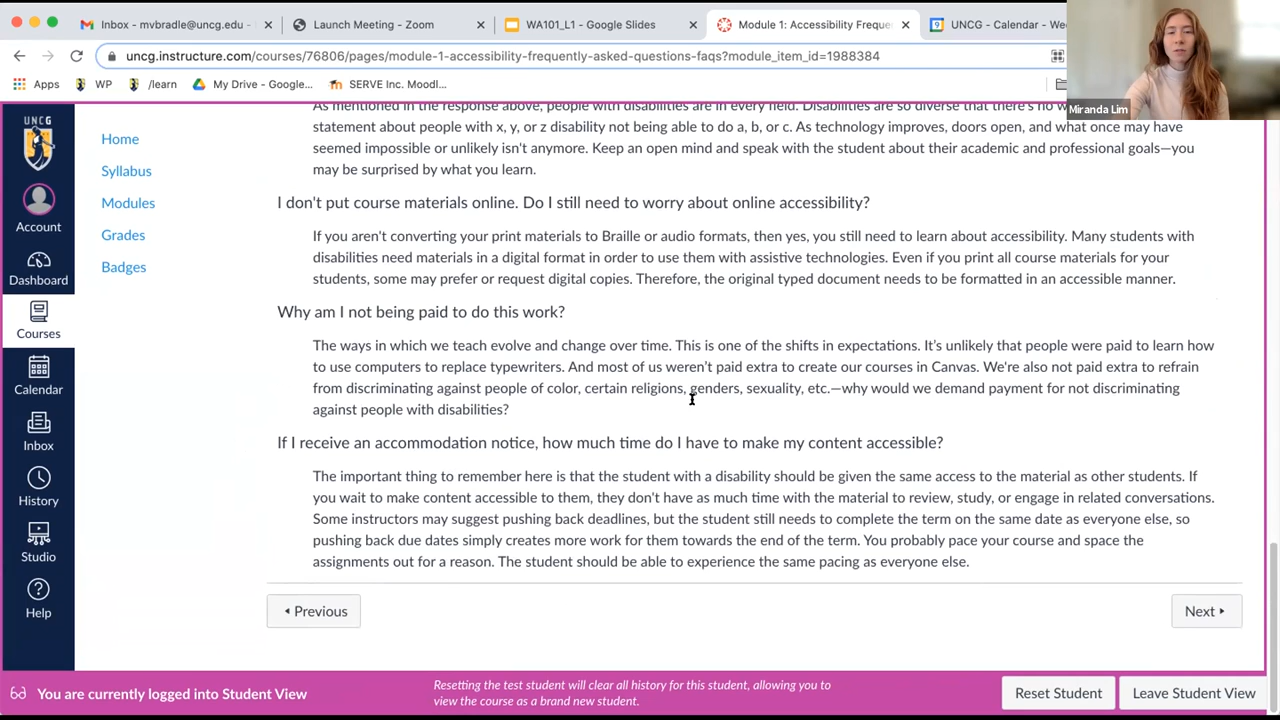 Inbox - mvbradle@uncg.edu -
Launch Meeting - Zoom
WA101_L1 - Google Slides
Module 1: Accessibility Freque
UNCG - Calendar - We
uncg.instructure.com/courses/76806/pages/module-1-accessibility-frequently-asked-questions-faqs?module_item_id=1988384
Apps
WP
/learn
My Drive - Google...
SERVE Inc. Moodl...
Miranda Lim
UNCG
Account
Dashboard
Courses
Calendar
Inbox
History
Studio
Help
Home
Syllabus
Modules
Grades
Badges
As mentioned in the response above, people with disabilities are in every field. Disabilities are so diverse that there's no w
statement about people with x, y, or z disability not being able to do a, b, or c. As technology improves, doors open, and what once may have
seemed impossible or unlikely isn't anymore. Keep an open mind and speak with the student about their academic and professional goals—you
may be surprised by what you learn.
I don't put course materials online. Do I still need to worry about online accessibility?
If you aren't converting your print materials to Braille or audio formats, then yes, you still need to learn about accessibility. Many students with
disabilities need materials in a digital format in order to use them with assistive technologies. Even if you print all course materials for your
students, some may prefer or request digital copies. Therefore, the original typed document needs to be formatted in an accessible manner.
Why am I not being paid to do this work?
The ways in which we teach evolve and change over time. This is one of the shifts in expectations. It's unlikely that people were paid to learn how
to use computers to replace typewriters. And most of us weren't paid extra to create our courses in Canvas. We're also not paid extra to refrain
from discriminating against people of color, certain religions, genders, sexuality, etc.—why would we demand payment for not discriminating
against people with disabilities?
If I receive an accommodation notice, how much time do I have to make my content accessible?
The important thing to remember here is that the student with a disability should be given the same access to the material as other students. If
you wait to make content accessible to them, they don't have as much time with the material to review, study, or engage in related conversations.
Some instructors may suggest pushing back deadlines, but the student still needs to complete the term on the same date as everyone else, so
pushing back due dates simply creates more work for them towards the end of the term. You probably pace your course and space the
assignments out for a reason. The student should be able to experience the same pacing as everyone else.
Previous
Next
You are currently logged into Student View
Resetting the test student will clear all history for this student, allowing you to
view the course as a brand new student.
Reset Student
Leave Student View